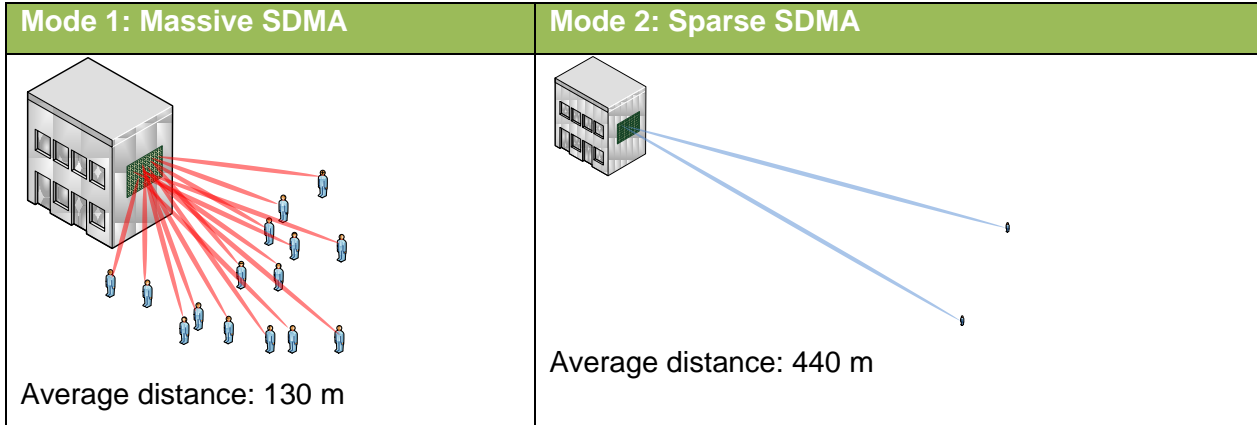 Mode 1: Massive SDMA
Mode 2: Sparse SDMA
Average distance: 130 m
Average distance: 440 m